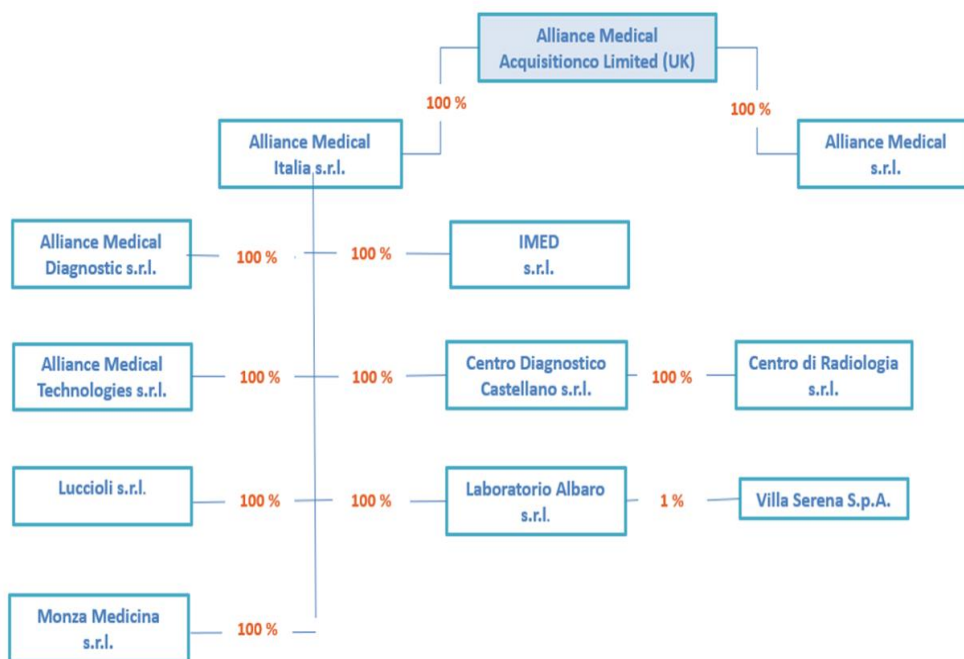 Alliance Medical
Acquisitionco Limited (UK)
100 %
100 %
Alliance Medical
Italia s.r.l.
Alliance Medical
s.r.l.
Alliance Medical
Diagnostic s.r.l.
100 %
100 %
IMED
s.r.l.
Alliance Medical
Technologies s.r.l.
100 %
100 %
Centro Diagnostico
Castellano s.r.l.
100 %
Centro di Radiologia
s.r.l.
Luccioli s.r.l.
100 %
100 %
Laboratorio Albaro
s.r.l.
1 %
Villa Serena S.p.A.
Monza Medicina
s.r.l.
100 %